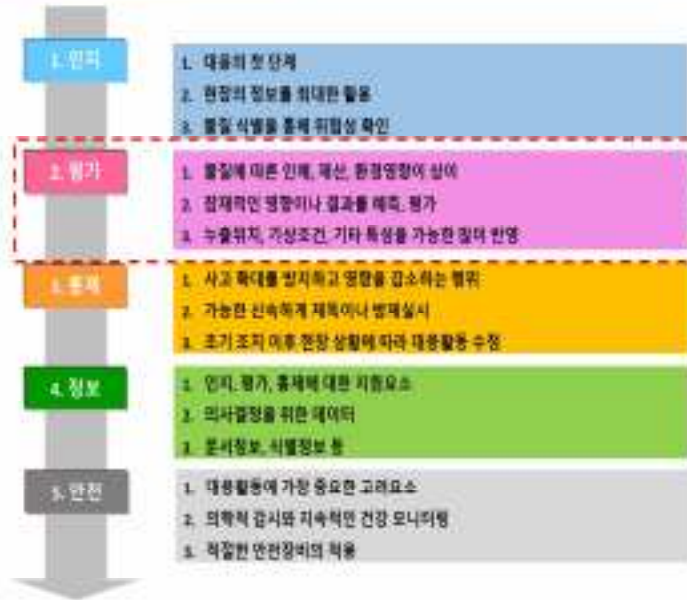 1. 인지
1. 대응의 첫 단계
2. 현장의 정보를 최대한 활용
3. 물질 식별을 통해 위험성 확인
2. 평가
1. 물질에 따른 인체, 재산, 환경영향이 상이
2. 잠재적인 영향이나 결과를 예측, 평가
3. 누출위치, 기상조건, 기타 특성을 가능한 많이 반영
3. 통제
1. 사고 확대를 방지하고 영향을 감소하는 행위
2. 가능한 신속하게 제독이나 방제실시
3. 초기 조치 이후 현장 상황에 따라 대응활동 수정
4. 정보
1. 인지, 평가, 통제에 대한 지원요소
2. 의사결정을 위한 데이터
3. 문서정보, 식별정보 등
5. 안전
1. 대응활동에 가장 중요한 고려요소
2. 의학적 감시와 지속적인 건강 모니터링
3. 적절한 안전장비의 적용